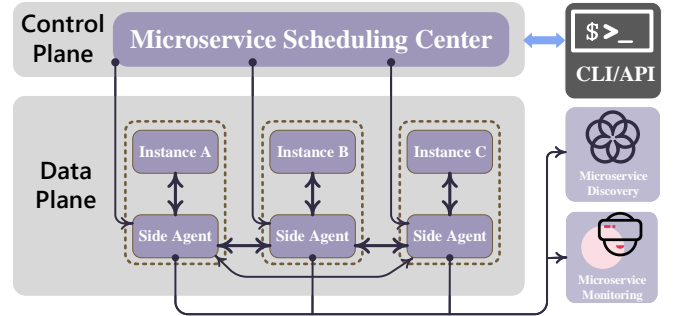 Control
Plane
Microservice Scheduling Center
$ >_
CLI/API
Data
Plane
Instance A
Instance B
Instance C
Side Agent
Side Agent
Side Agent
Microservice
Discovery
Microservice
Monitoring